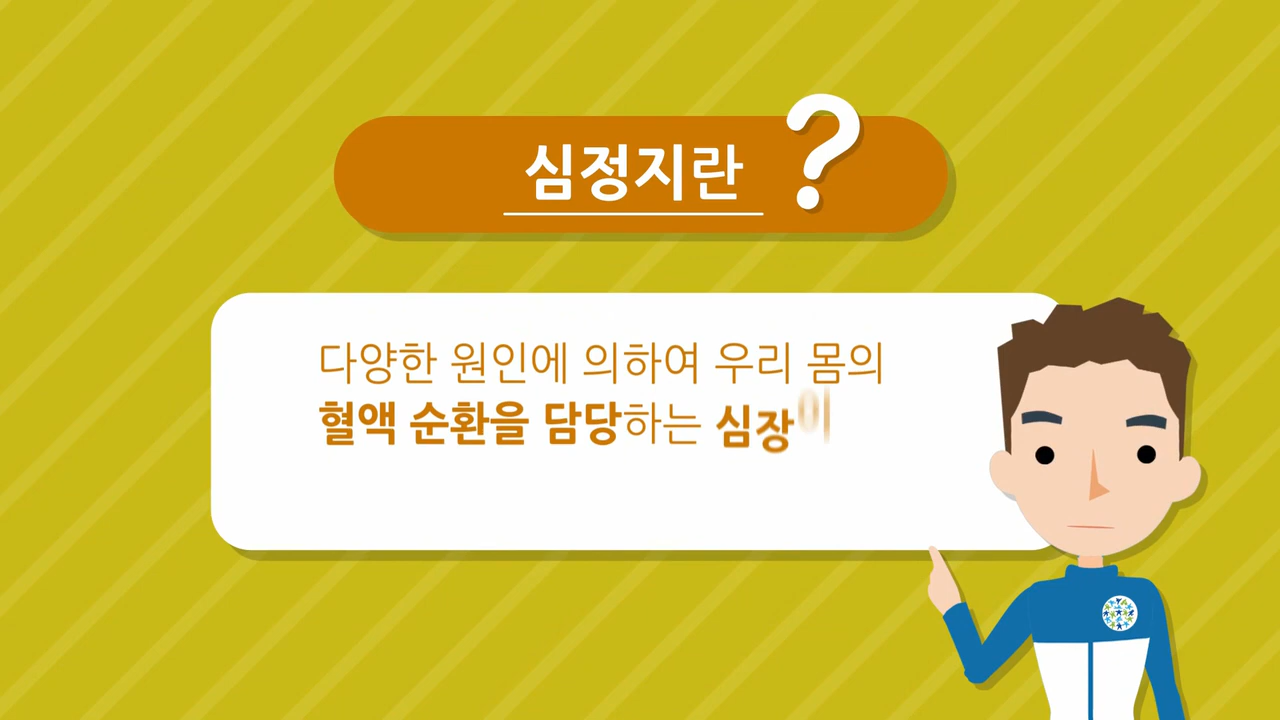 심정지란?
다양한 원인에 의하여 우리 몸의
혈액 순환을 담당하는 심장이